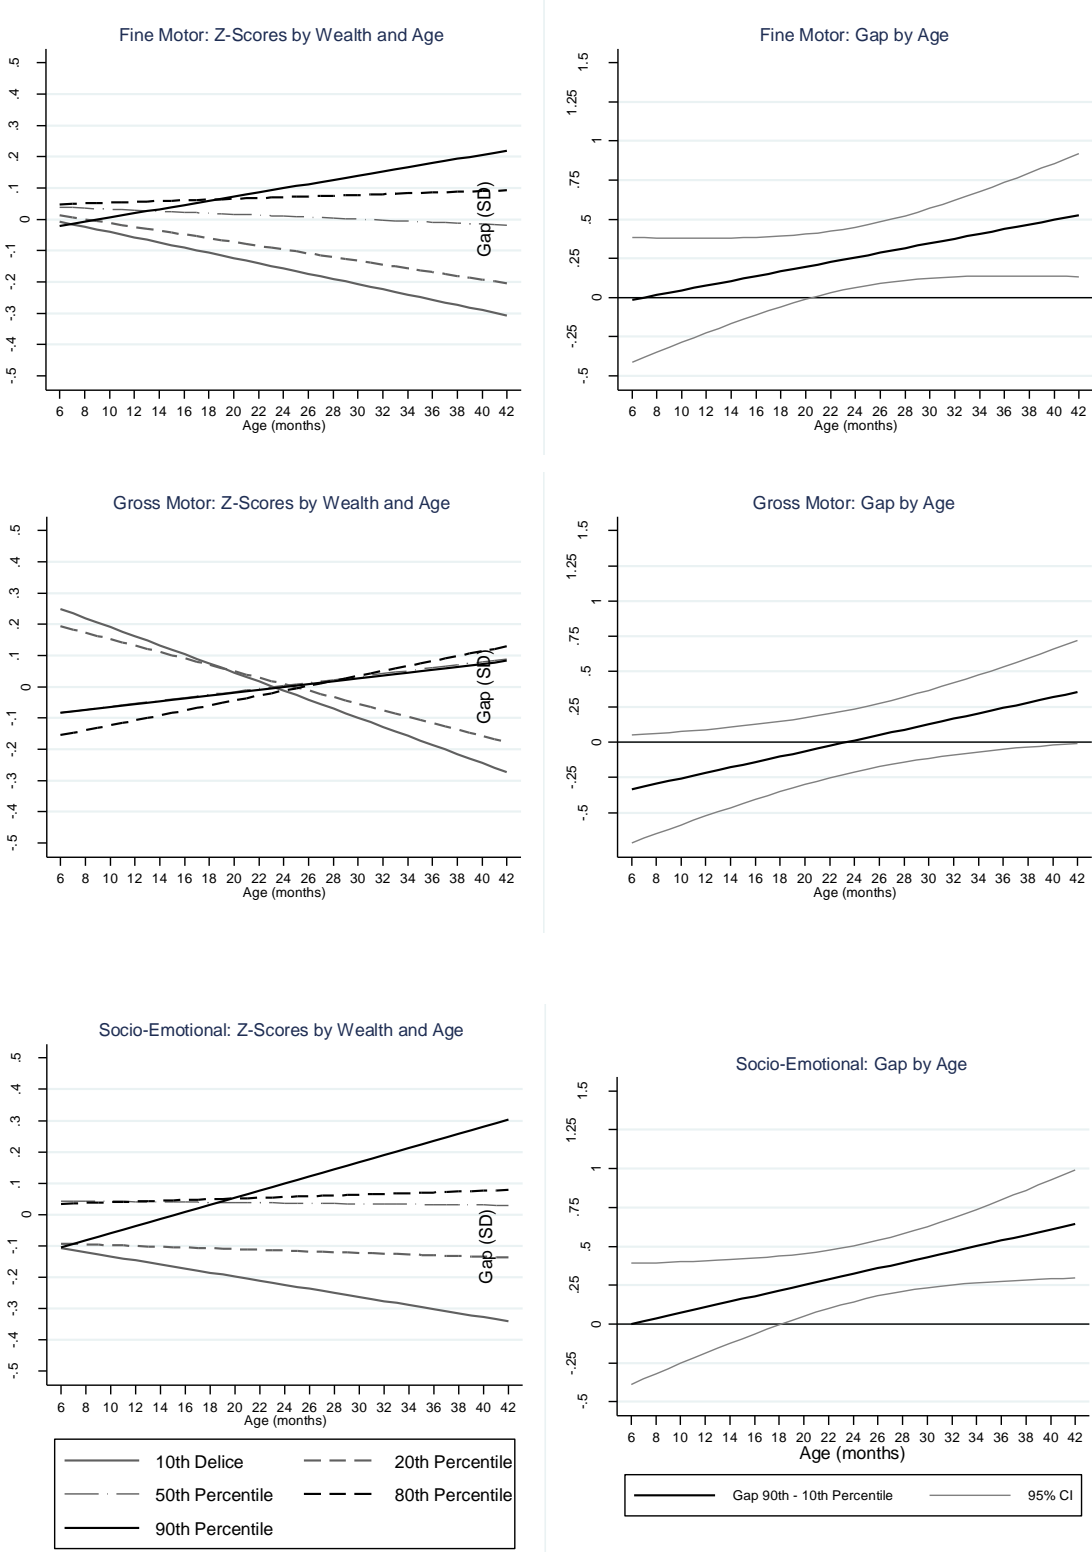 Fine Motor: Z-Scores by Wealth and Age
.5
.4
.3
.2
.1
0
-.1
-.2
-.3
-.4
-.5
6 8 10 12 14 16 18 20 22 24 26 28 30 32 34 36 38 40 42
Age (months)
Fine Motor: Gap by Age
Gap (SD)
1.5
1.25
1
.75
.5
.25
0
-.25
-.5
6 8 10 12 14 16 18 20 22 24 26 28 30 32 34 36 38 40 42
Age (months)
Gross Motor: Z-Scores by Wealth and Age
.5
.4
.3
.2
.1
0
-.1
-.2
-.3
-.4
-.5
6 8 10 12 14 16 18 20 22 24 26 28 30 32 34 36 38 40 42
Age (months)
Gross Motor: Gap by Age
Gap (SD)
1.5
1.25
1
.75
.5
.25
0
-.25
-.5
6 8 10 12 14 16 18 20 22 24 26 28 30 32 34 36 38 40 42
Age (months)
Socio-Emotional: Z-Scores by Wealth and Age
.5
.4
.3
.2
.1
0
-.1
-.2
-.3
-.4
-.5
6 8 10 12 14 16 18 20 22 24 26 28 30 32 34 36 38 40 42
Age (months)
10th Delice 20th Percentile
50th Percentile 80th Percentile
90th Percentile
Socio-Emotional: Gap by Age
Gap (SD)
1.5
1.25
1
.75
.5
.25
0
-.25
-.5
6 8 10 12 14 16 18 20 22 24 26 28 30 32 34 36 38 40 42
Age (months)
Gap 90th - 10th Percentile 95% CI